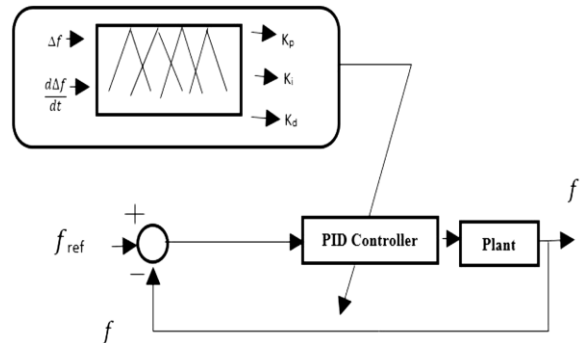 Δf
dΔf
dt
Kp
Ki
Kd
f
+
fref
−
PID Controller
Plant
f